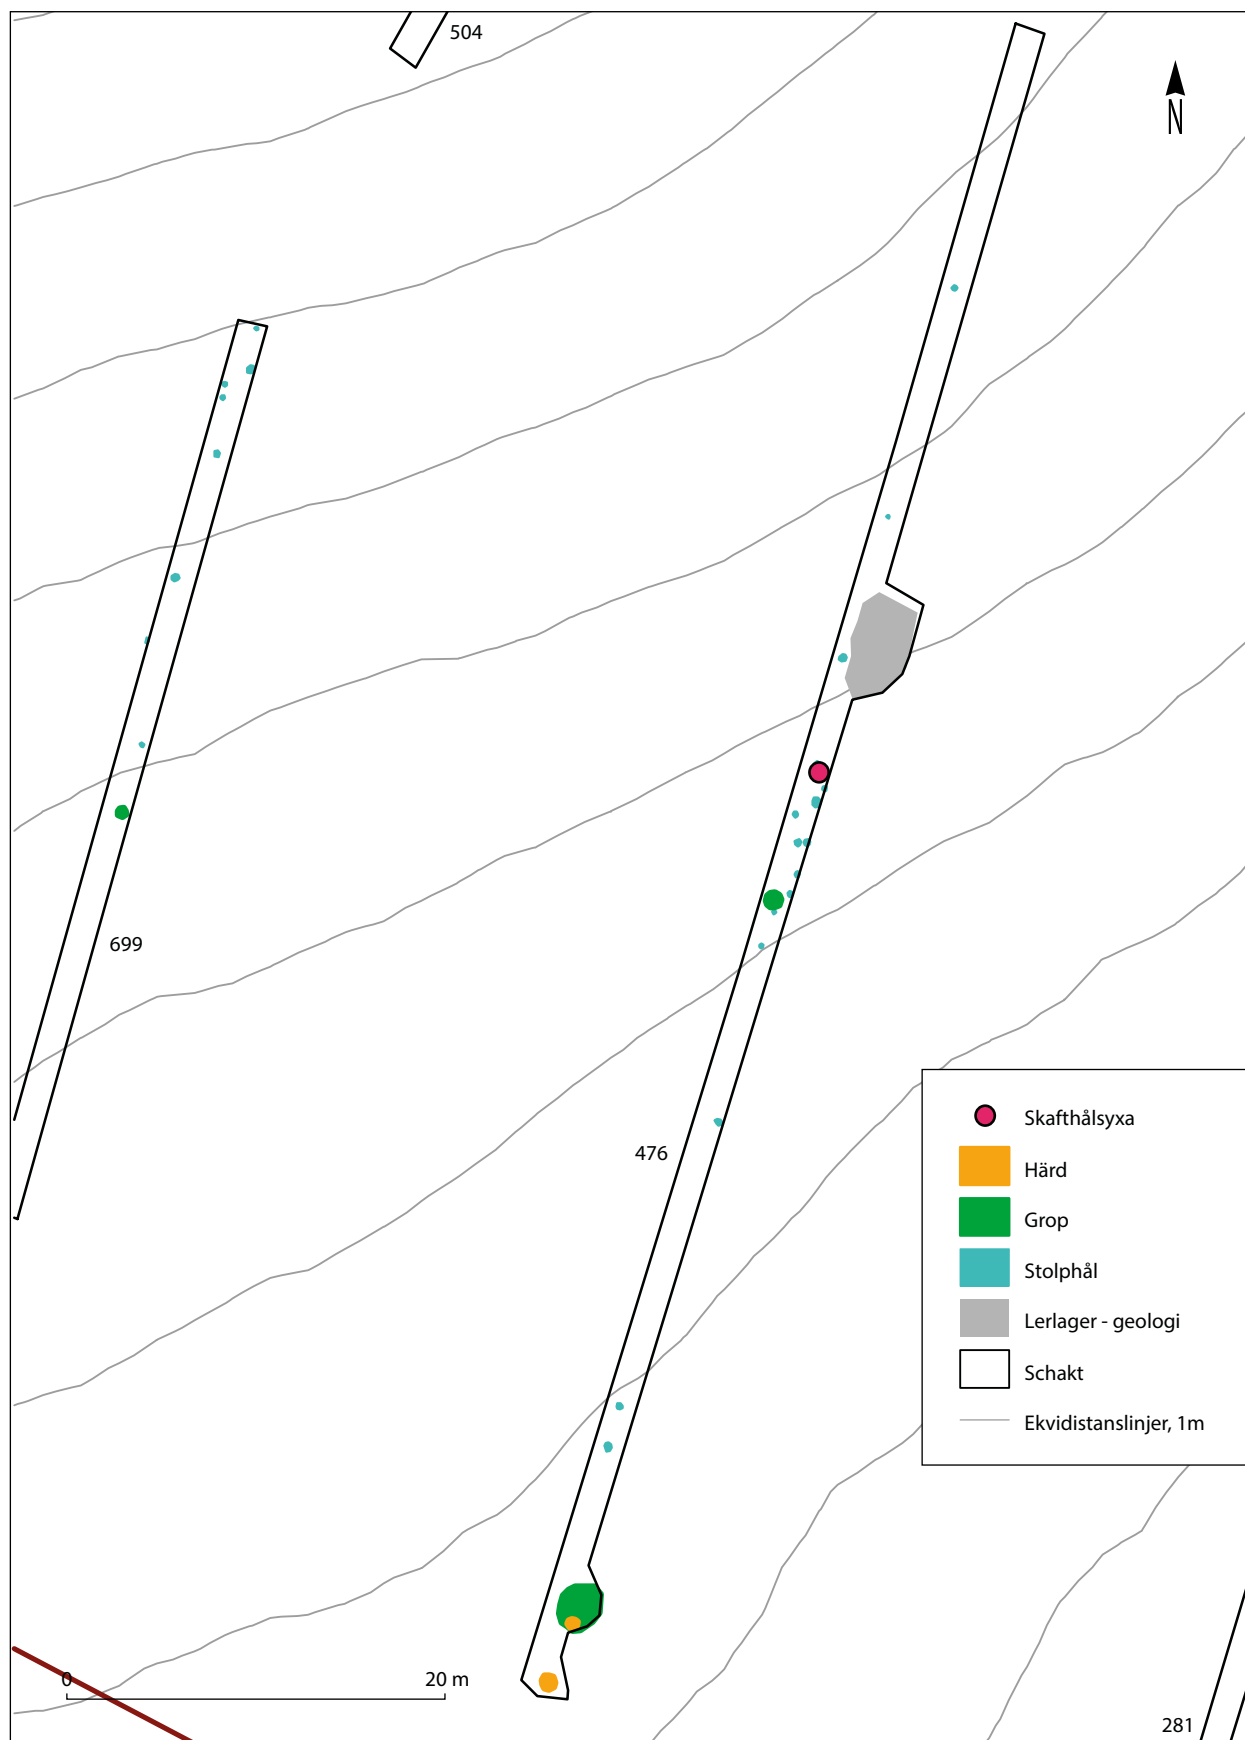 504
N
699
476
Skafthålsyxa
Härd
Grop
Stolphål
Lerlager - geologi
Schakt
Ekvidistanslinjer, 1m
0 20 m
281